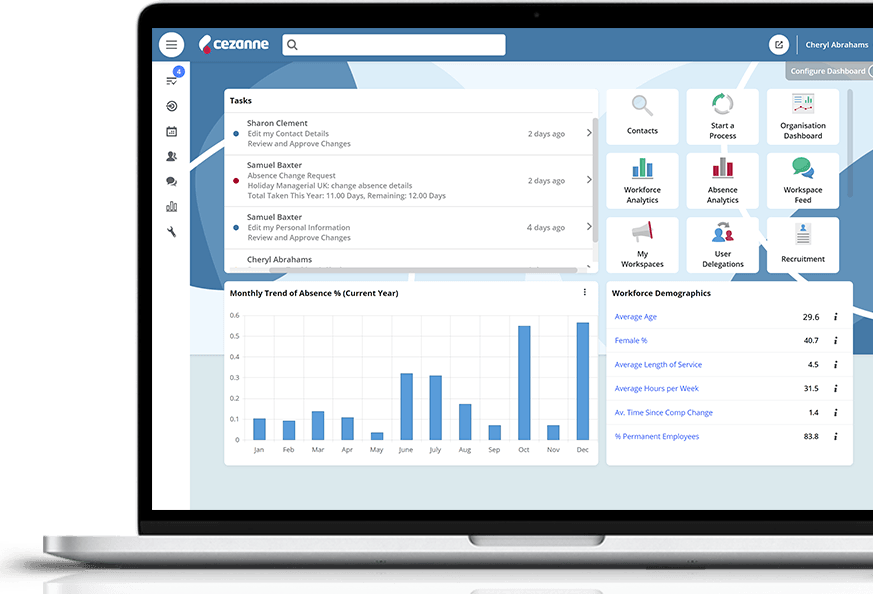 cezanne
Cheryl Abrahams
4
Configure Dashboard
Tasks
Sharon Clement
Edit my Contact Details
Review and Approve Changes
2 days ago
Samuel Baxter
Absence Change Request
Holiday Managerial UK: change absence details
Total Taken This Year: 11.00 Days, Remaining: 12.00 Days
2 days ago
Samuel Baxter
Edit my Personal Information
Review and Approve Changes
4 days ago
Cheryl Abrahams
Contacts
Start a
Process
Organisation
Dashboard
Workforce
Analytics
Absence
Analytics
Workspace
Feed
My
Workspaces
User
Delegations
Recruitment
Monthly Trend of Absence % (Current Year)
0.6
0.5
0.4
0.3
0.2
0.1
0
Jan Feb Mar Apr May June July Aug Sep Oct Nov Dec
Workforce Demographics
Average Age 29.6 i
Female % 40.7 i
Average Length of Service 4.5 i
Average Hours per Week 31.5 i
Av. Time Since Comp Change 1.4 i
% Permanent Employees 83.8 i